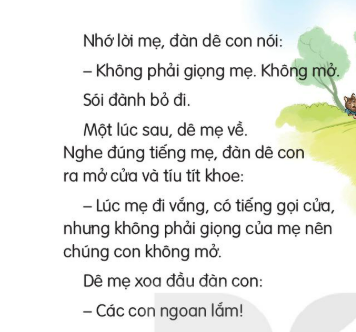 Nhớ lời mẹ, đàn dê con nói:
– Không phải giọng mẹ. Không mở.
Sói đành bỏ đi.
Một lúc sau, dê mẹ về.
Nghe đúng tiếng mẹ, đàn dê con
ra mở cửa và tíu tít khoe:
– Lúc mẹ đi vắng, có tiếng gọi cửa,
nhưng không phải giọng của mẹ nên
chúng con không mở.
Dê mẹ xoa đầu đàn con:
– Các con ngoan lắm!